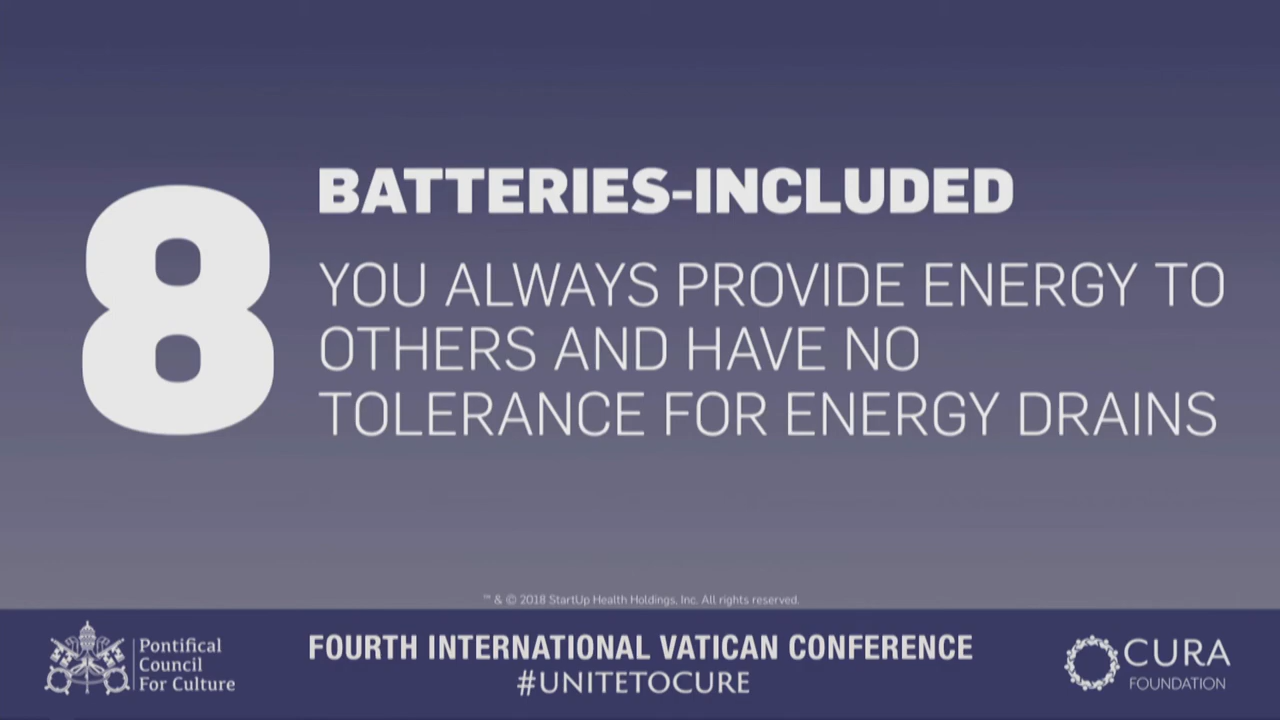 8
BATTERIES-INCLUDED
YOU ALWAYS PROVIDE ENERGY TO
OTHERS AND HAVE NO
TOLERANCE FOR ENERGY DRAINS
™ & © 2018 StartUp Health Holdings, Inc. All rights reserved.
Pontifical
Council
For Culture
FOURTH INTERNATIONAL VATICAN CONFERENCE
#UNITETOCURE
CURA
FOUNDATION